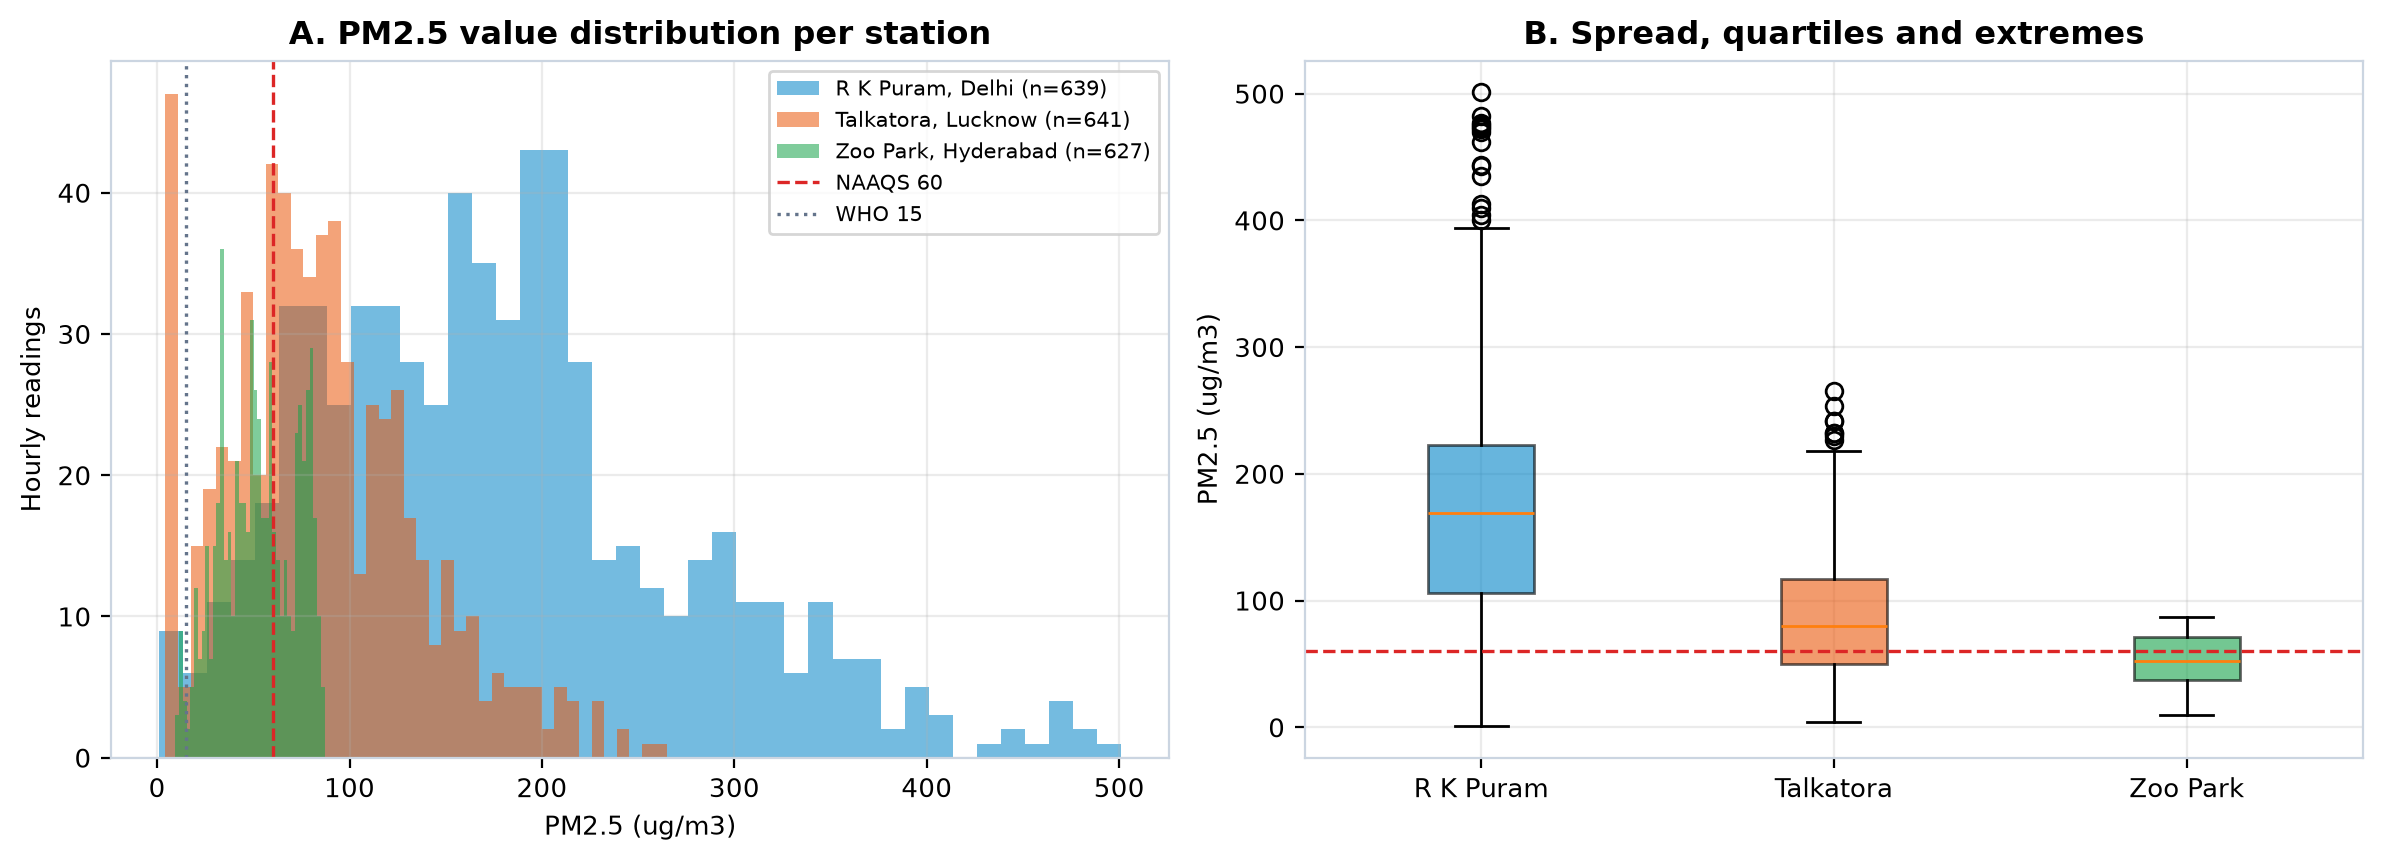 A. PM2.5 value distribution per station
R K Puram, Delhi (n=639)
Talkatora, Lucknow (n=641)
Zoo Park, Hyderabad (n=627)
NAAQS 60
WHO 15
Hourly readings
40
30
20
10
0
0 100 200 300 400 500
PM2.5 (ug/m3)
B. Spread, quartiles and extremes
PM2.5 (ug/m3)
500
400
300
200
100
0
R K Puram Talkatora Zoo Park